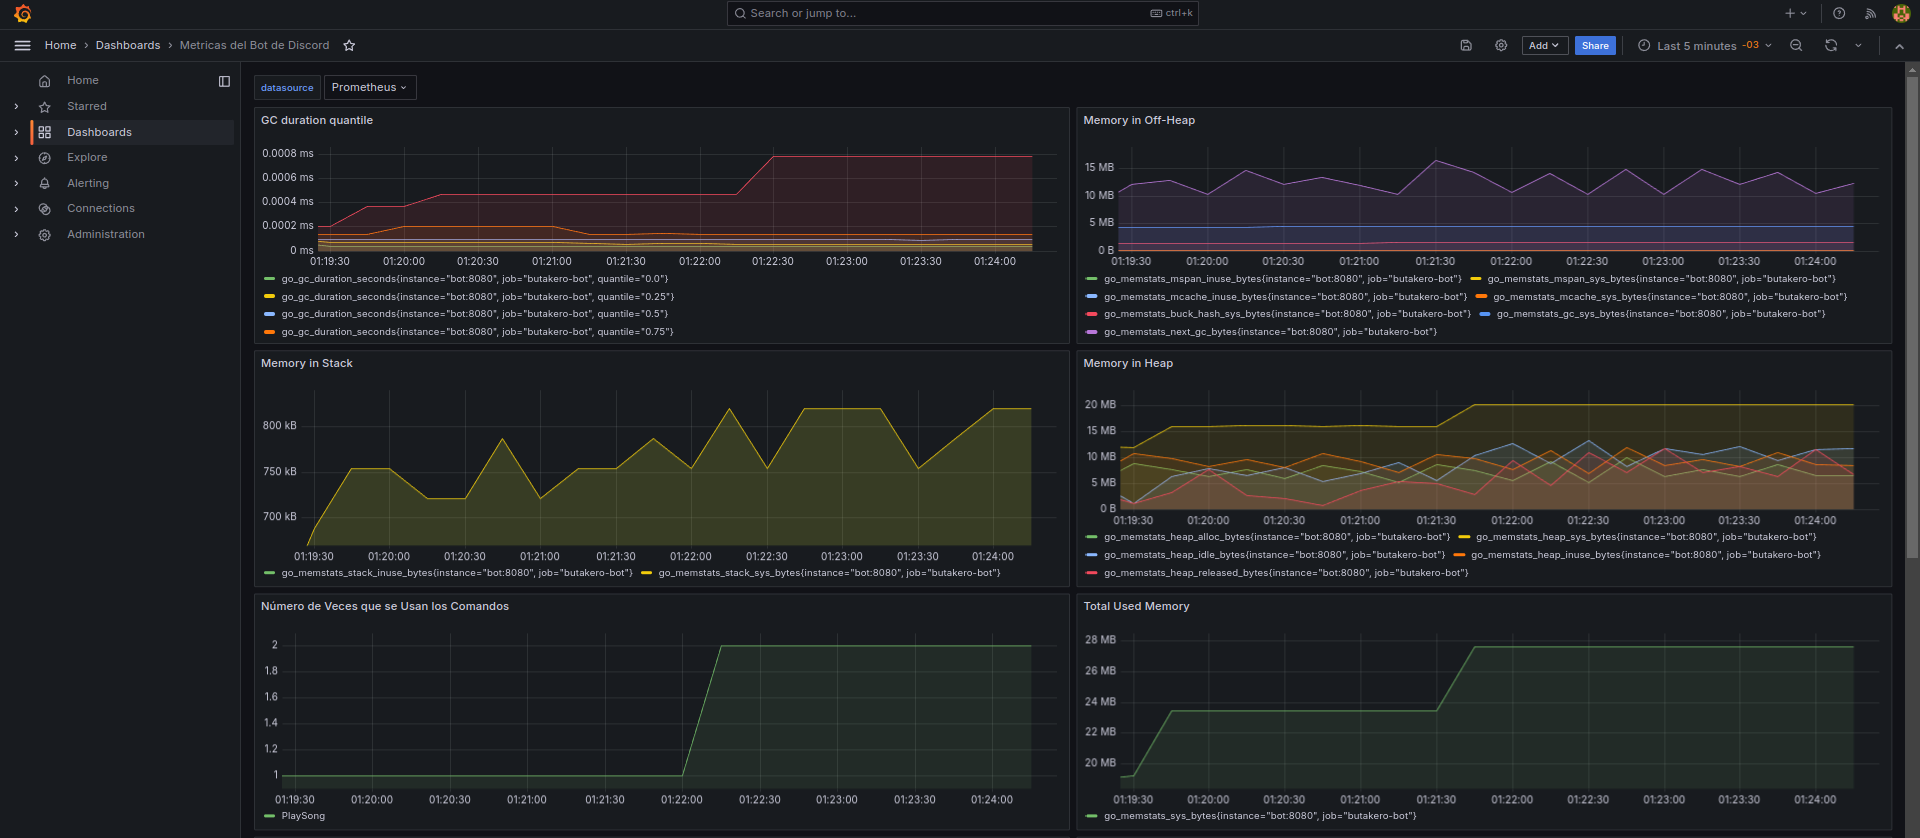 Search or jump to...
ctrl+k
Home › Dashboards › Metricas del Bot de Discord
Add
Share
Last 5 minutes -03
Home
Starred
Dashboards
Explore
Alerting
Connections
Administration
datasource
Prometheus
GC duration quantile
0.0008 ms
0.0006 ms
0.0004 ms
0.0002 ms
0 ms
01:19:30 01:20:00 01:20:30 01:21:00 01:21:30 01:22:00 01:22:30 01:23:00 01:23:30 01:24:00
go_gc_duration_seconds{instance="bot:8080", job="butakero-bot", quantile="0.0"}
go_gc_duration_seconds{instance="bot:8080", job="butakero-bot", quantile="0.25"}
go_gc_duration_seconds{instance="bot:8080", job="butakero-bot", quantile="0.5"}
go_gc_duration_seconds{instance="bot:8080", job="butakero-bot", quantile="0.75"}
Memory in Off-Heap
15 MB
10 MB
5 MB
0 B
01:19:30 01:20:00 01:20:30 01:21:00 01:21:30 01:22:00 01:22:30 01:23:00 01:23:30 01:24:00
go_memstats_mspan_inuse_bytes{instance="bot:8080", job="butakero-bot"} go_memstats_mspan_sys_bytes{instance="bot:8080", job="butakero-bot"}
go_memstats_mcache_inuse_bytes{instance="bot:8080", job="butakero-bot"} go_memstats_mcache_sys_bytes{instance="bot:8080", job="butakero-bot"}
go_memstats_buck_hash_sys_bytes{instance="bot:8080", job="butakero-bot"} go_memstats_gc_sys_bytes{instance="bot:8080", job="butakero-bot"}
go_memstats_next_gc_bytes{instance="bot:8080", job="butakero-bot"}
Memory in Stack
800 kB
750 kB
700 kB
01:19:30 01:20:00 01:20:30 01:21:00 01:21:30 01:22:00 01:22:30 01:23:00 01:23:30 01:24:00
go_memstats_stack_inuse_bytes{instance="bot:8080", job="butakero-bot"} go_memstats_stack_sys_bytes{instance="bot:8080", job="butakero-bot"}
Memory in Heap
20 MB
15 MB
10 MB
5 MB
0 B
01:19:30 01:20:00 01:20:30 01:21:00 01:21:30 01:22:00 01:22:30 01:23:00 01:23:30 01:24:00
go_memstats_heap_alloc_bytes{instance="bot:8080", job="butakero-bot"} go_memstats_heap_sys_bytes{instance="bot:8080", job="butakero-bot"}
go_memstats_heap_idle_bytes{instance="bot:8080", job="butakero-bot"} go_memstats_heap_inuse_bytes{instance="bot:8080", job="butakero-bot"}
go_memstats_heap_released_bytes{instance="bot:8080", job="butakero-bot"}
Número de Veces que se Usan los Comandos
2
1.8
1.6
1.4
1.2
1
01:19:30 01:20:00 01:20:30 01:21:00 01:21:30 01:22:00 01:22:30 01:23:00 01:23:30 01:24:00
PlaySong
Total Used Memory
28 MB
26 MB
24 MB
22 MB
20 MB
01:19:30 01:20:00 01:20:30 01:21:00 01:21:30 01:22:00 01:22:30 01:23:00 01:23:30 01:24:00
go_memstats_sys_bytes{instance="bot:8080", job="butakero-bot"}